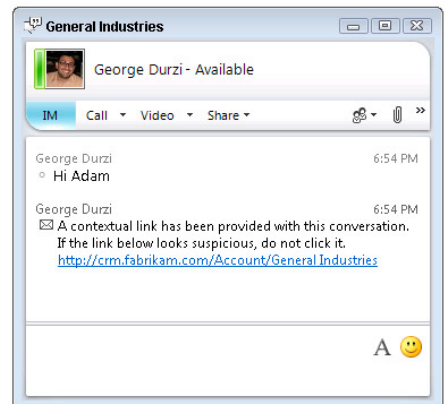 General Industries
George Durzi - Available
IM Call Video Share »
George Durzi 6:54 PM
Hi Adam
George Durzi 6:54 PM
A contextual link has been provided with this conversation.
If the link below looks suspicious, do not click it.
http://crm.fabrikam.com/Account/General Industries
A